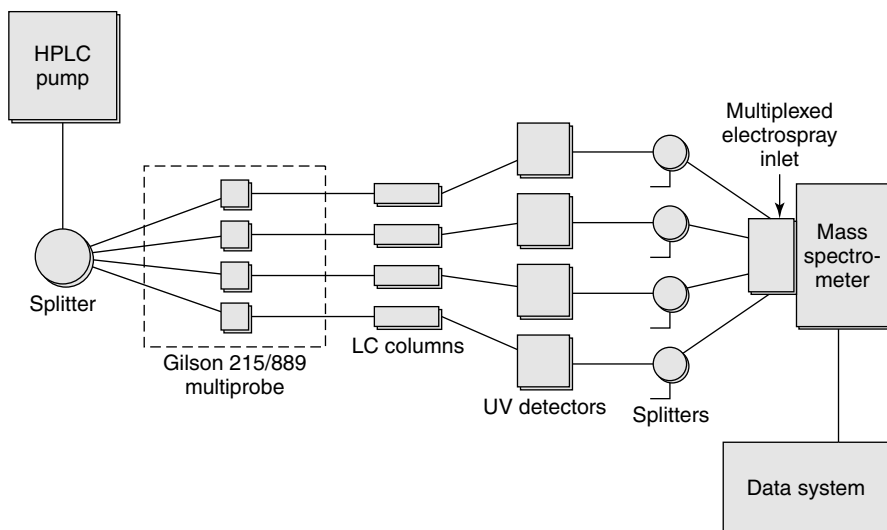 HPLC
pump
Splitter
Gilson 215/889
multiprobe
LC columns
UV detectors
Splitters
Multiplexed
electrospray
inlet
Mass
spectro-
meter
Data system